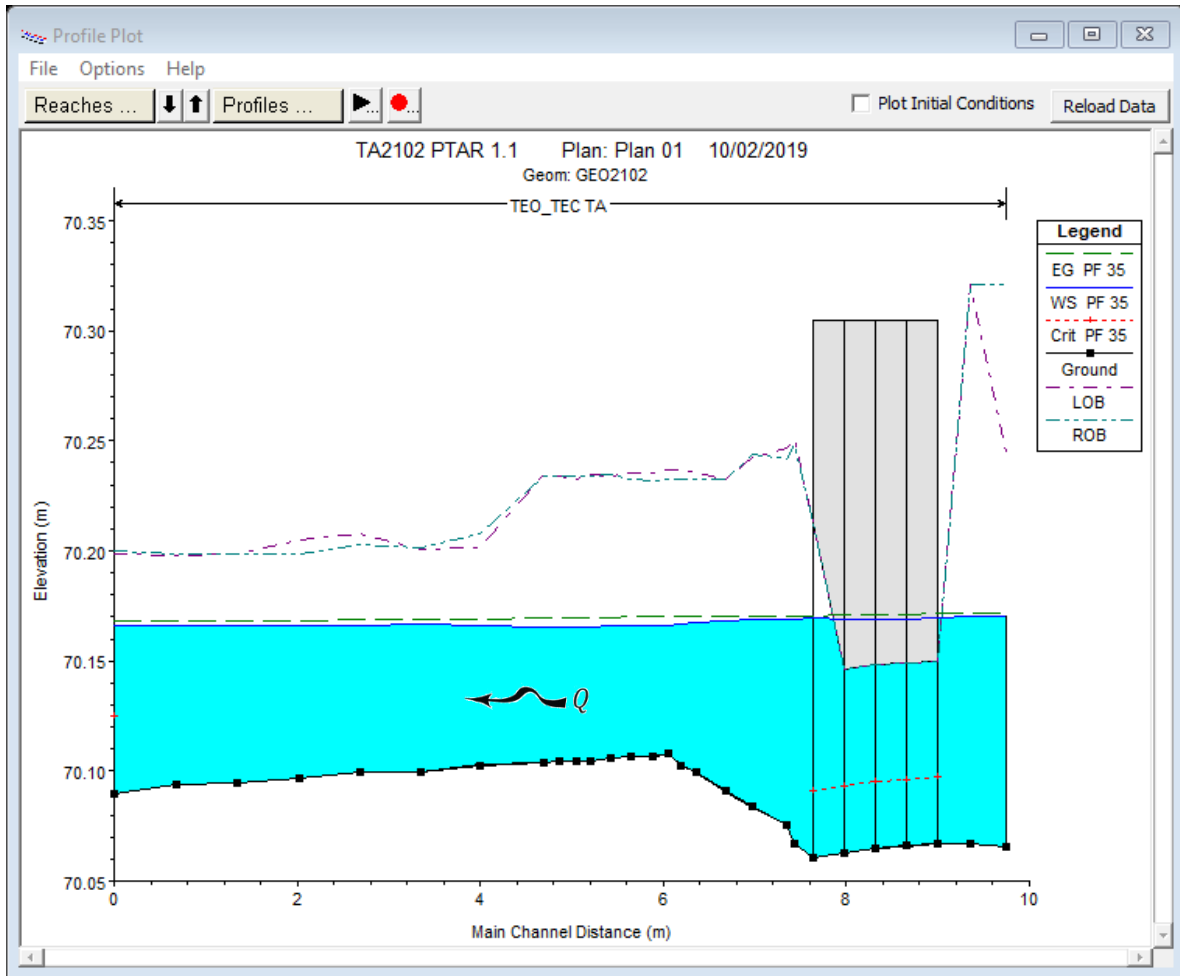 Profile Plot
File Options Help
Reaches ... Profiles ... Plot Initial Conditions Reload Data
TA2102 PTAR 1.1 Plan: Plan 01 10/02/2019
Geom: GEO2102
TEO_TEC TA
70.35
70.30
70.25
70.20
70.15
70.10
70.05
Elevation (m)
Q
0 2 4 6 8 10
Main Channel Distance (m)
Legend
EG PF 35
WS PF 35
Crit PF 35
Ground
LOB
ROB